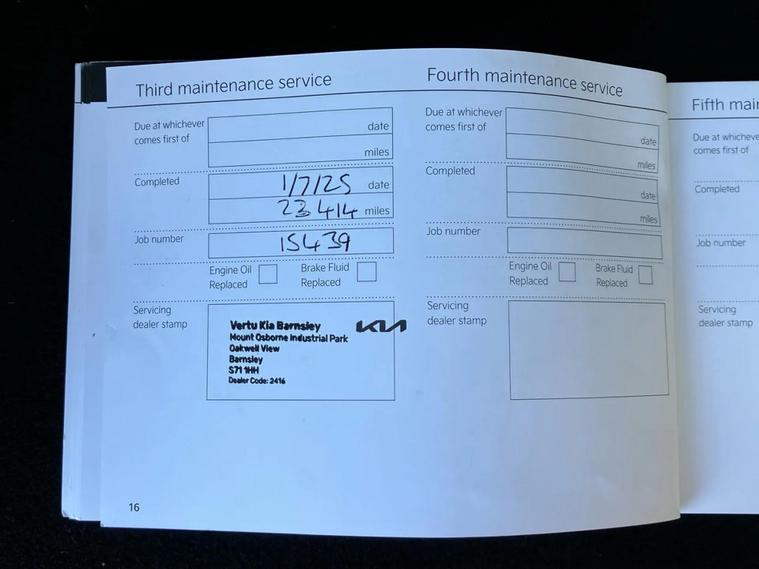 Third maintenance service
Due at whichever
comes first of
date
miles
Completed
1/7/25 date
23 414 miles
Job number
15439
Engine Oil
Replaced
Brake Fluid
Replaced
Servicing
dealer stamp
Vertu Kia Barnsley
Mount Osborne Industrial Park
Oakwell View
Barnsley
S71 1HH
Dealer Code: 2416
KIA
16
Fourth maintenance service
Due at whichever
comes first of
date
miles
Completed
date
miles
Job number
Engine Oil
Replaced
Brake Fluid
Replaced
Servicing
dealer stamp
Fifth mai
Due at whicheve
comes first of
Completed
Job number
Servicing
dealer stamp